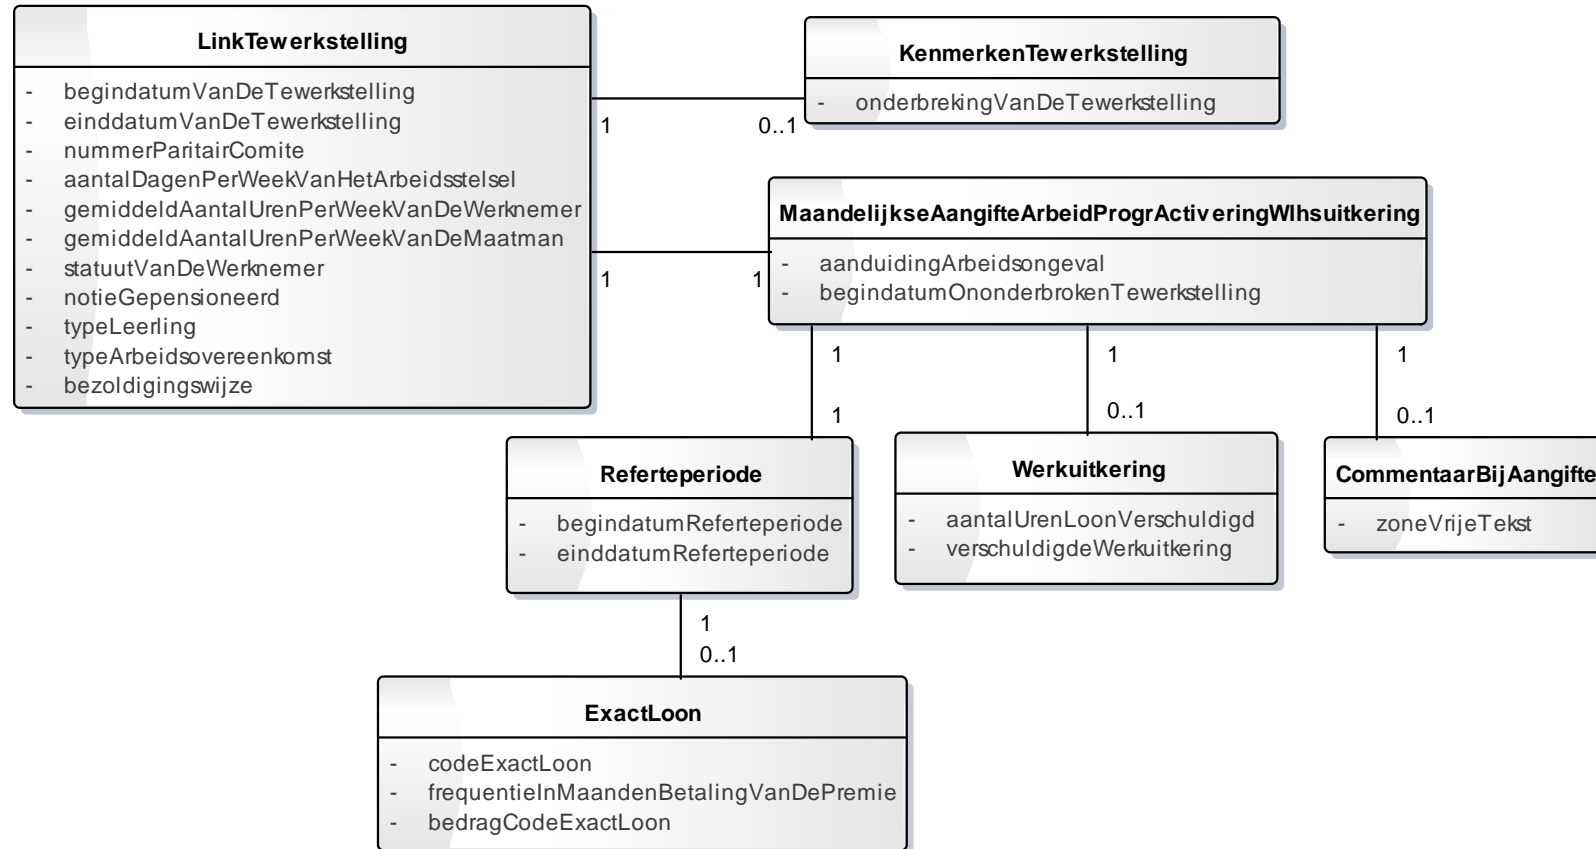 LinkTewerkstelling
- begindatumVanDeTewerkstelling
- einddatumVanDeTewerkstelling
- nummerParitairComite
- aantalDagenPerWeekVanHetArbeidsstelsel
- gemiddeldAantalUrenPerWeekVanDeWerknemer
- gemiddeldAantalUrenPerWeekVanDeMaatman
- statuutVanDeWerknemer
- notieGepensioneerd
- typeLeerling
- typeArbeidsovereenkomst
- bezoldigingswijze
KenmerkenTewerkstelling
- onderbrekingVanDeTewerkstelling
1
0..1
MaandelijkseAangifteArbeidProgrActiveringWlhsuitkering
- aanduidingArbeidsongeval
- begindatumOnonderbrokenTewerkstelling
1
1
1
1
1
1
0..1
0..1
Referteperiode
- begindatumReferteperiode
- einddatumReferteperiode
Werkuitkering
- aantalUrenLoonVerschuldigd
- verschuldigdeWerkuitkering
CommentaarBijAangifte
- zoneVrijeTekst
1
0..1
ExactLoon
- codeExactLoon
- frequentieInMaandenBetalingVanDePremie
- bedragCodeExactLoon